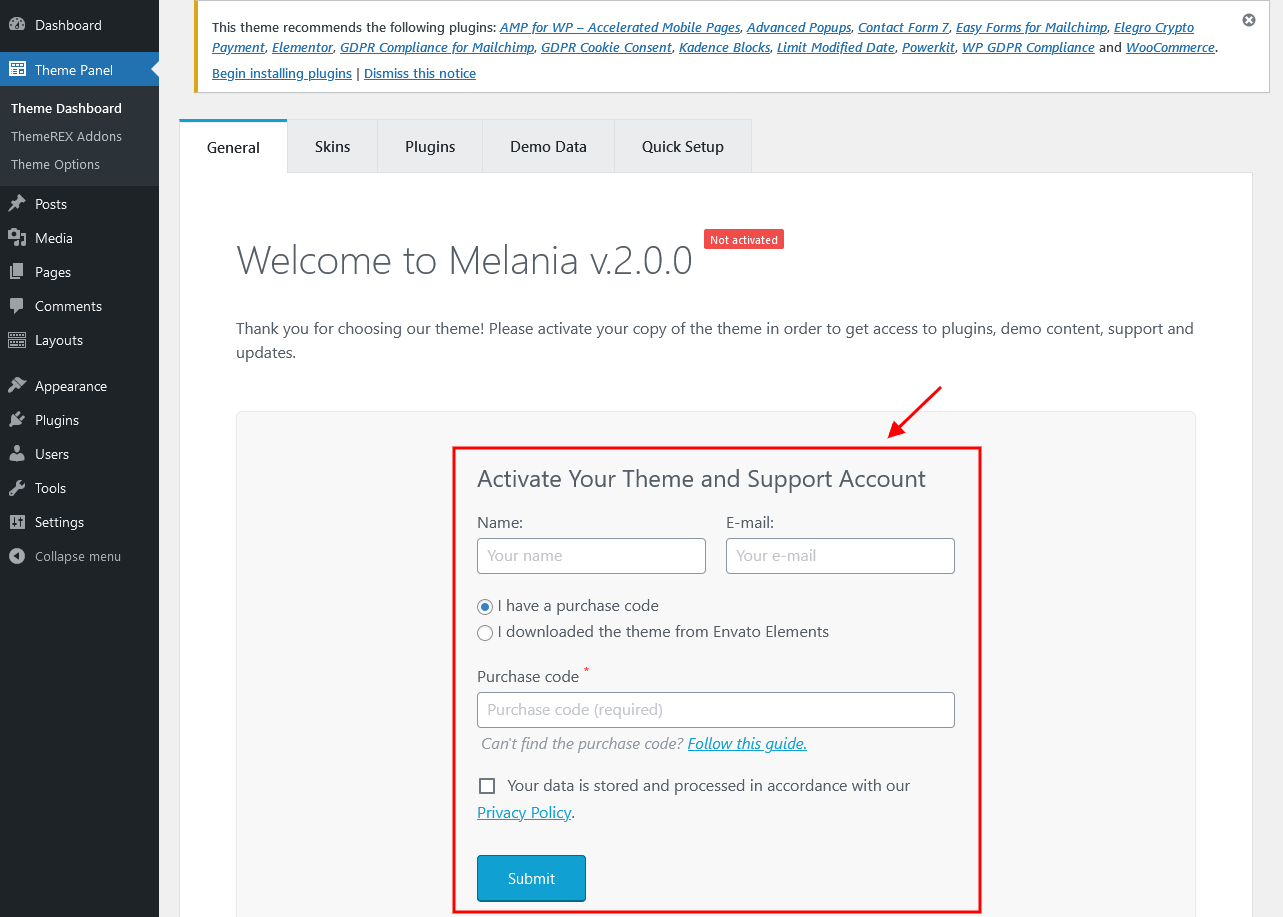 Dashboard
Theme Panel
Theme Dashboard
ThemeREX Addons
Theme Options
Posts
Media
Pages
Comments
Layouts
Appearance
Plugins
Users
Tools
Settings
Collapse menu
This theme recommends the following plugins: AMP for WP – Accelerated Mobile Pages, Advanced Popups, Contact Form 7, Easy Forms for Mailchimp, Elegro Crypto
Payment, Elementor, GDPR Compliance for Mailchimp, GDPR Cookie Consent, Kadence Blocks, Limit Modified Date, Powerkit, WP GDPR Compliance and WooCommerce.
Begin installing plugins | Dismiss this notice
General Skins Plugins Demo Data Quick Setup
Welcome to Melania v.2.0.0 Not activated
Thank you for choosing our theme! Please activate your copy of the theme in order to get access to plugins, demo content, support and
updates.
Activate Your Theme and Support Account
Name: E-mail:
Your name Your e-mail
I have a purchase code
I downloaded the theme from Envato Elements
Purchase code *
Purchase code (required)
Can't find the purchase code? Follow this guide.
Your data is stored and processed in accordance with our
Privacy Policy.
Submit